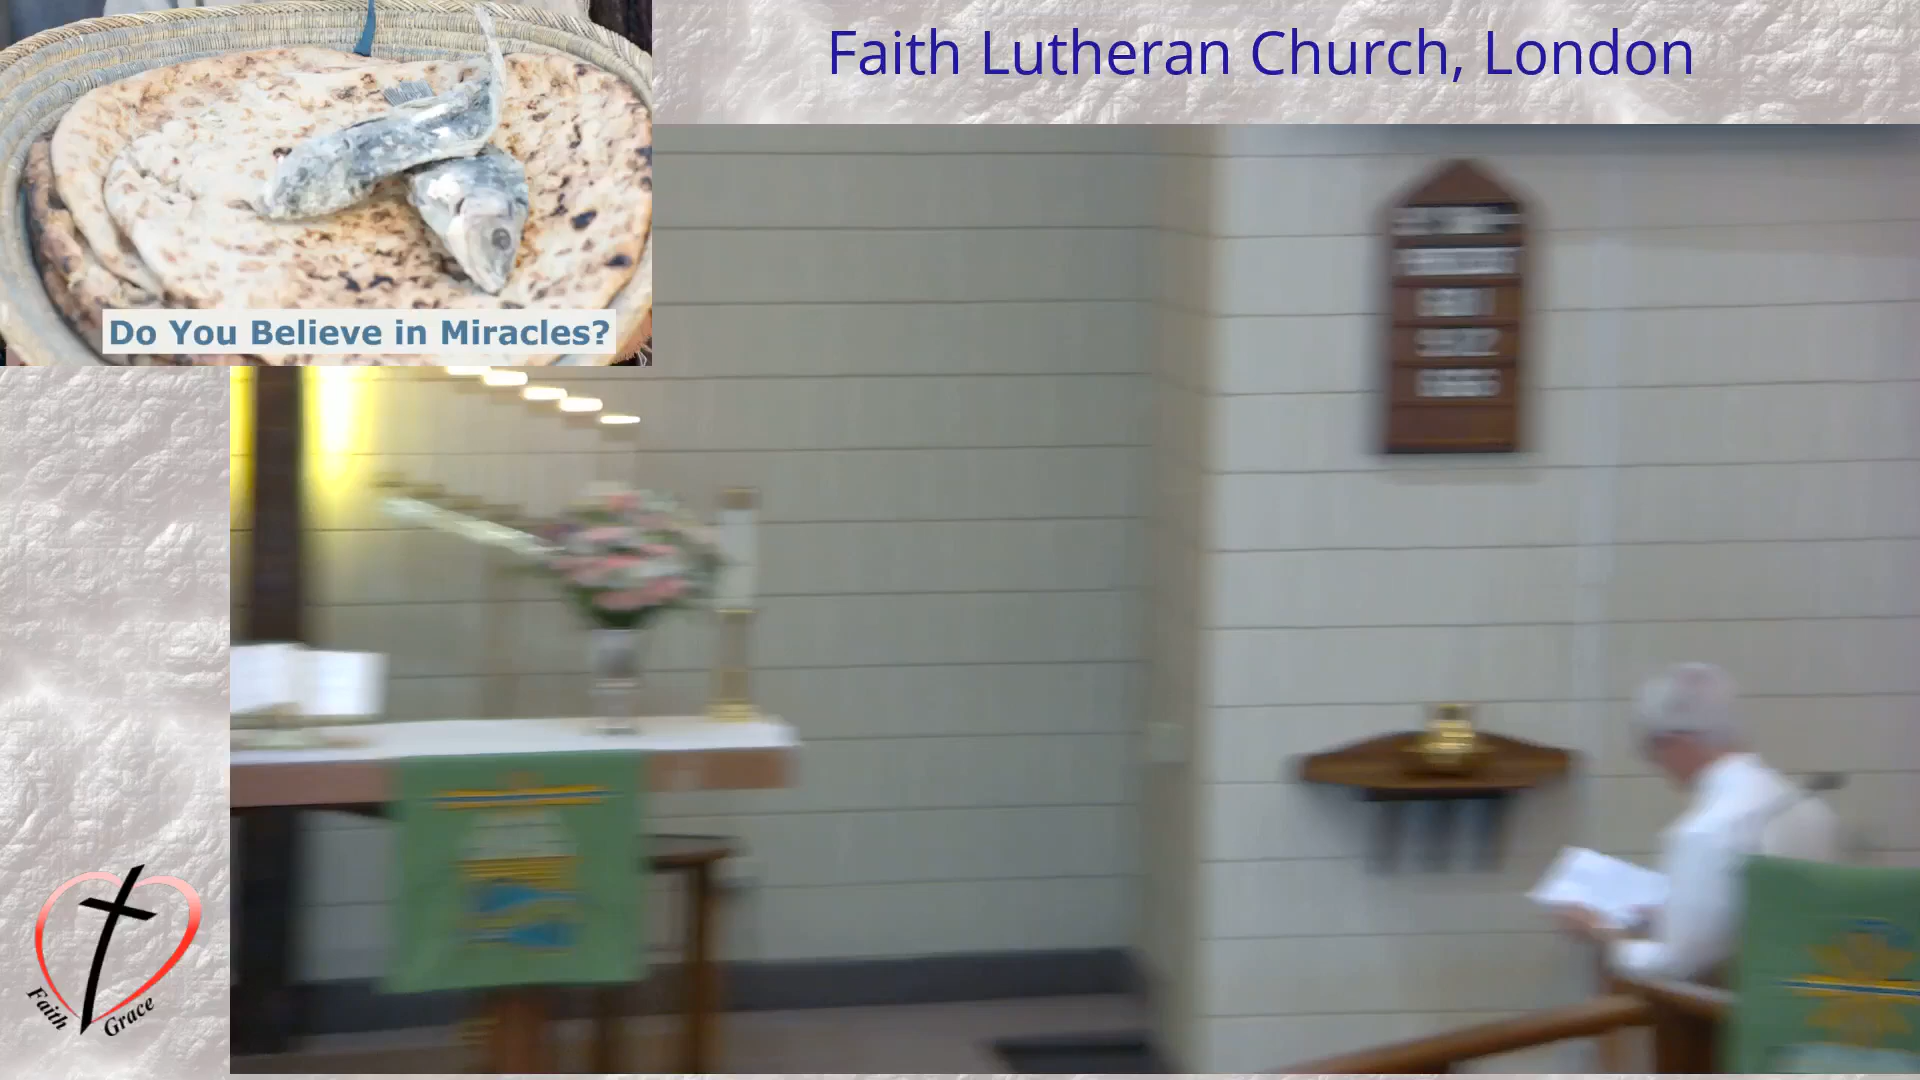 Faith Lutheran Church, London
Do You Believe in Miracles?
Faith Grace